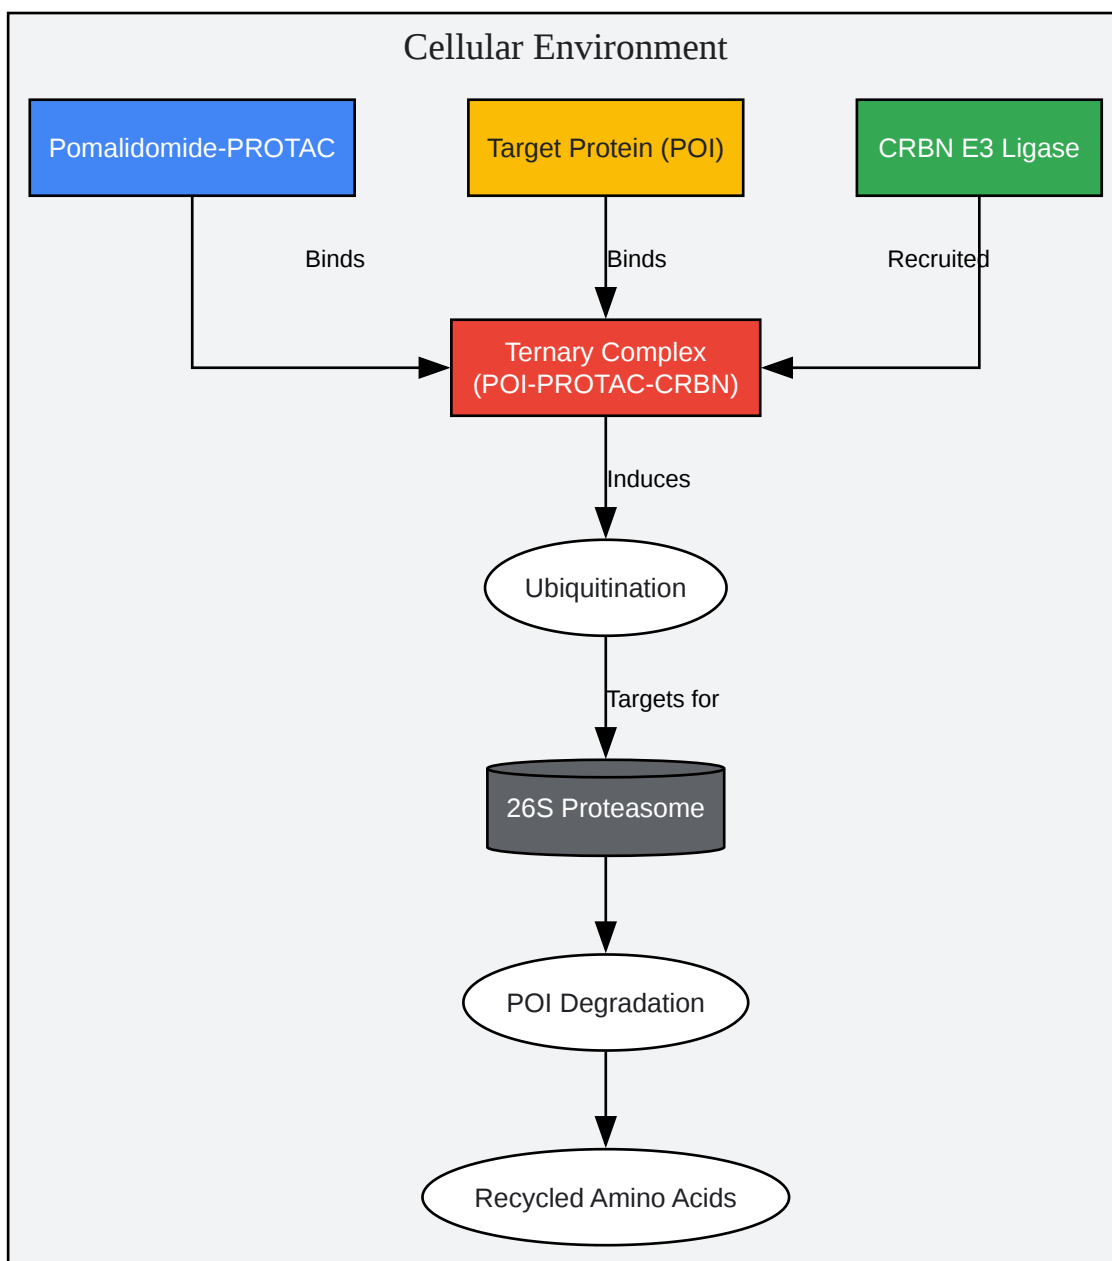 Cellular Environment
Pomalidomide-PROTAC
Target Protein (POI)
CRBN E3 Ligase
Binds
Binds
Recruited
Ternary Complex
(POI-PROTAC-CRBN)
Induces
Ubiquitination
Targets for
26S Proteasome
POI Degradation
Recycled Amino Acids